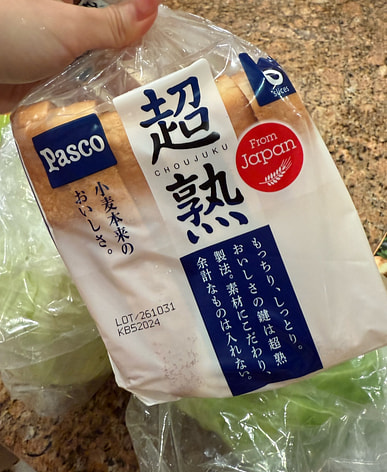 Pasco
超熟
CHOUJUKU
6
slices
From
Japan
小麦本来の
おいしさ。
もっちり、しっとり。
おいしさの鍵は超熟
製法。素材にこだわり、
余計なものは入れない。
LOT/261031
KB52024